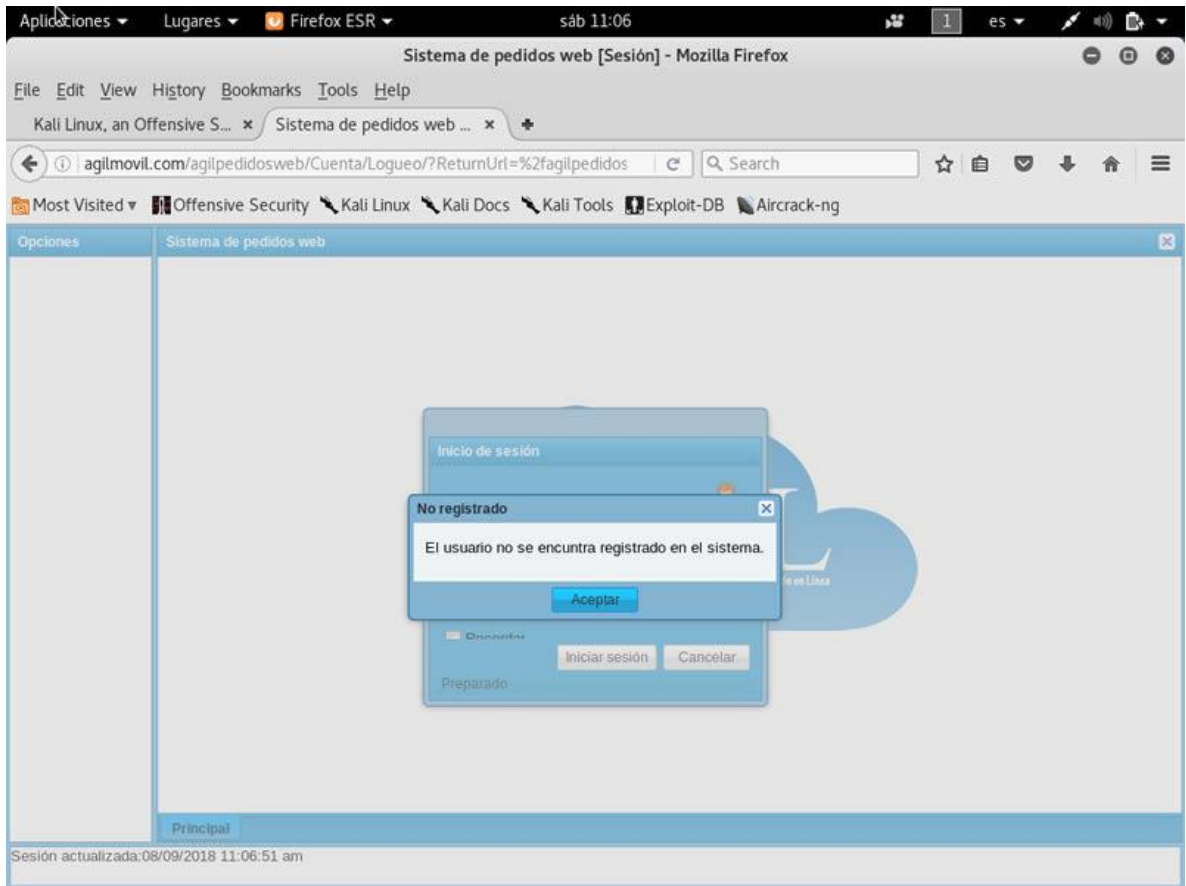 Aplicaciones Lugares Firefox ESR sáb 11:06 1 es
Sistema de pedidos web [Sesión] - Mozilla Firefox
File Edit View History Bookmarks Tools Help
Kali Linux, an Offensive S... Sistema de pedidos web ...
agilmovil.com/agilpedidosweb/Cuenta/Logueo/?ReturnUrl=%2fagilpedidos Search
Most Visited Offensive Security Kali Linux Kali Docs Kali Tools Exploit-DB Aircrack-ng
Opciones Sistema de pedidos web
Inicio de sesión
No registrado
El usuario no se encuntra registrado en el sistema.
L
en Línea
Aceptar
Recordar
Iniciar sesión Cancelar
Preparado
Principal
Sesión actualizada:08/09/2018 11:06:51 am